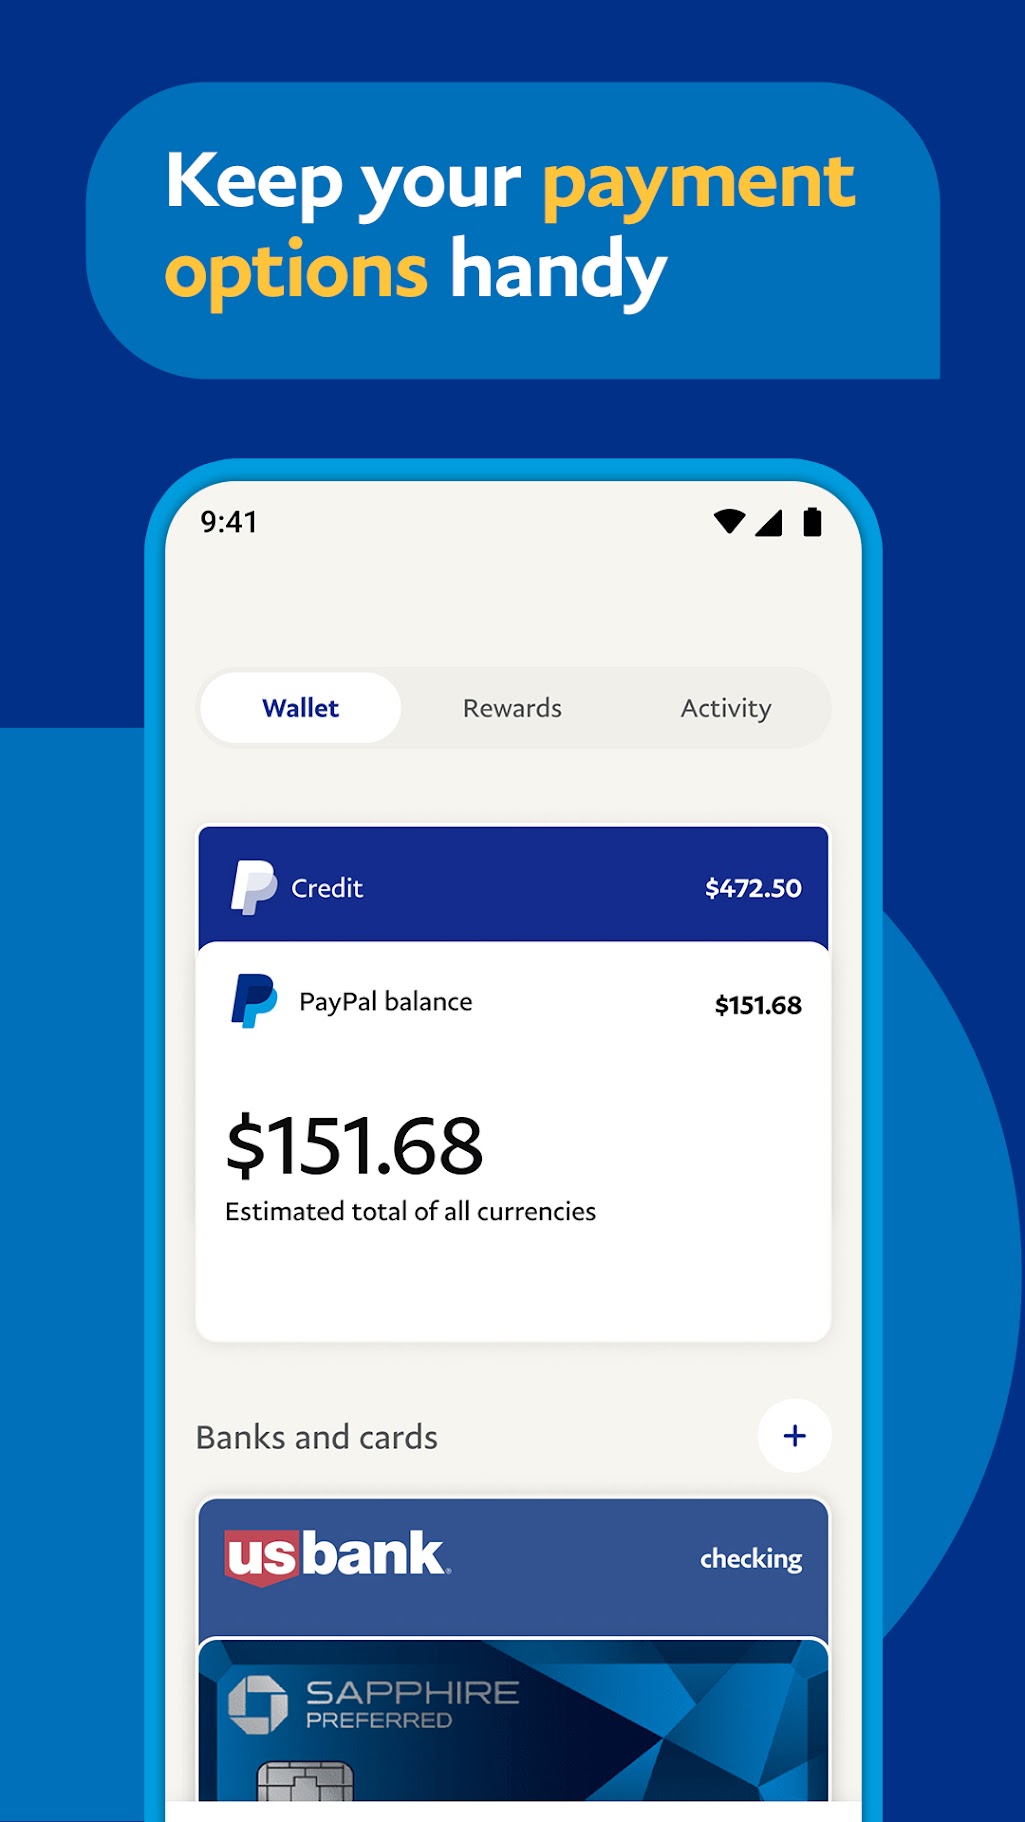 Keep your payment
options handy
9:41
Wallet Rewards Activity
Credit $472.50
PayPal balance $151.68
$151.68
Estimated total of all currencies
Banks and cards +
usbank checking
SAPPHIRE
PREFERRED